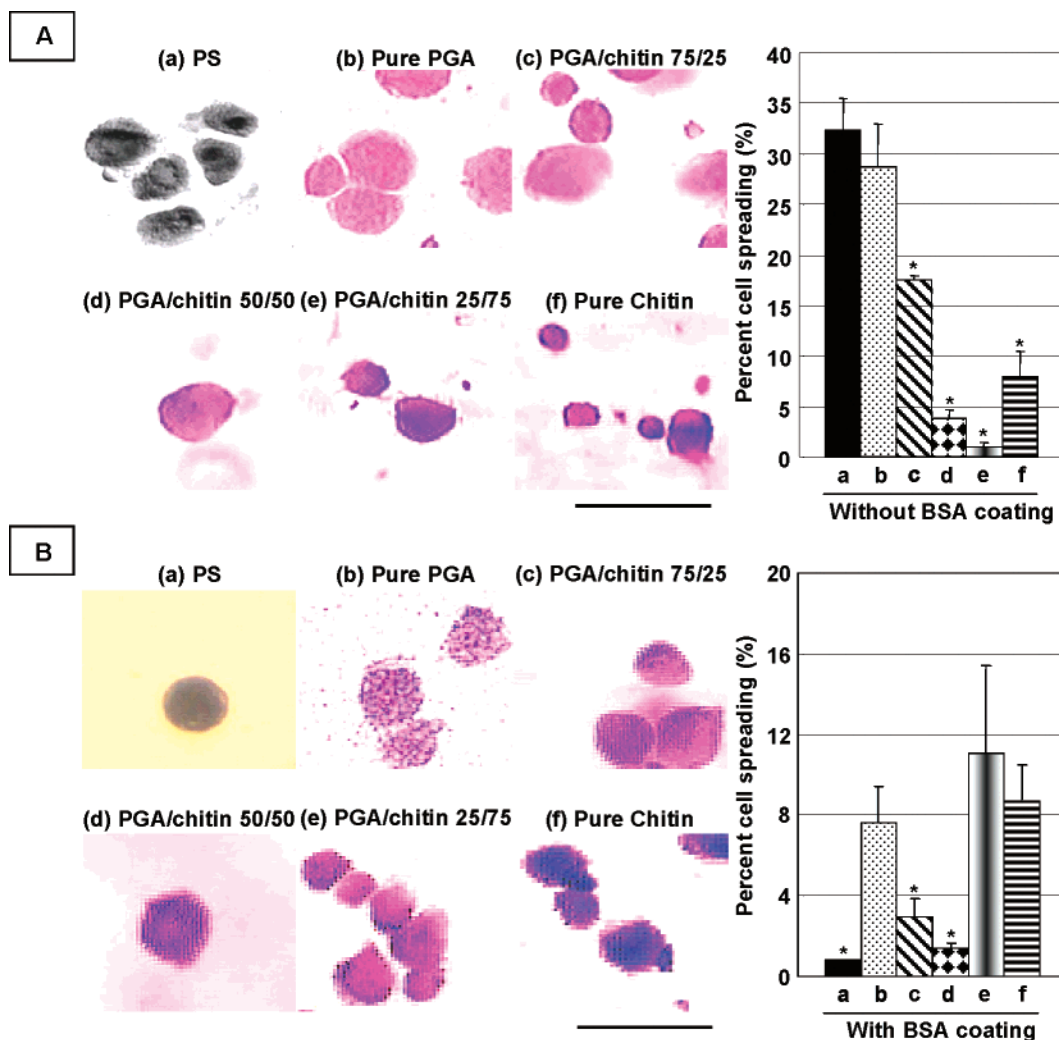 A
(a) PS
(b) Pure PGA
(c) PGA/chitin 75/25
(d) PGA/chitin 50/50
(e) PGA/chitin 25/75
(f) Pure Chitin
Percent cell spreading (%)
40
35
30
25
20
15
10
5
0
*
*
*
*
a b c d e f
Without BSA coating
B
(a) PS
(b) Pure PGA
(c) PGA/chitin 75/25
(d) PGA/chitin 50/50
(e) PGA/chitin 25/75
(f) Pure Chitin
Percent cell spreading (%)
20
16
12
8
4
0
*
*
*
a b c d e f
With BSA coating